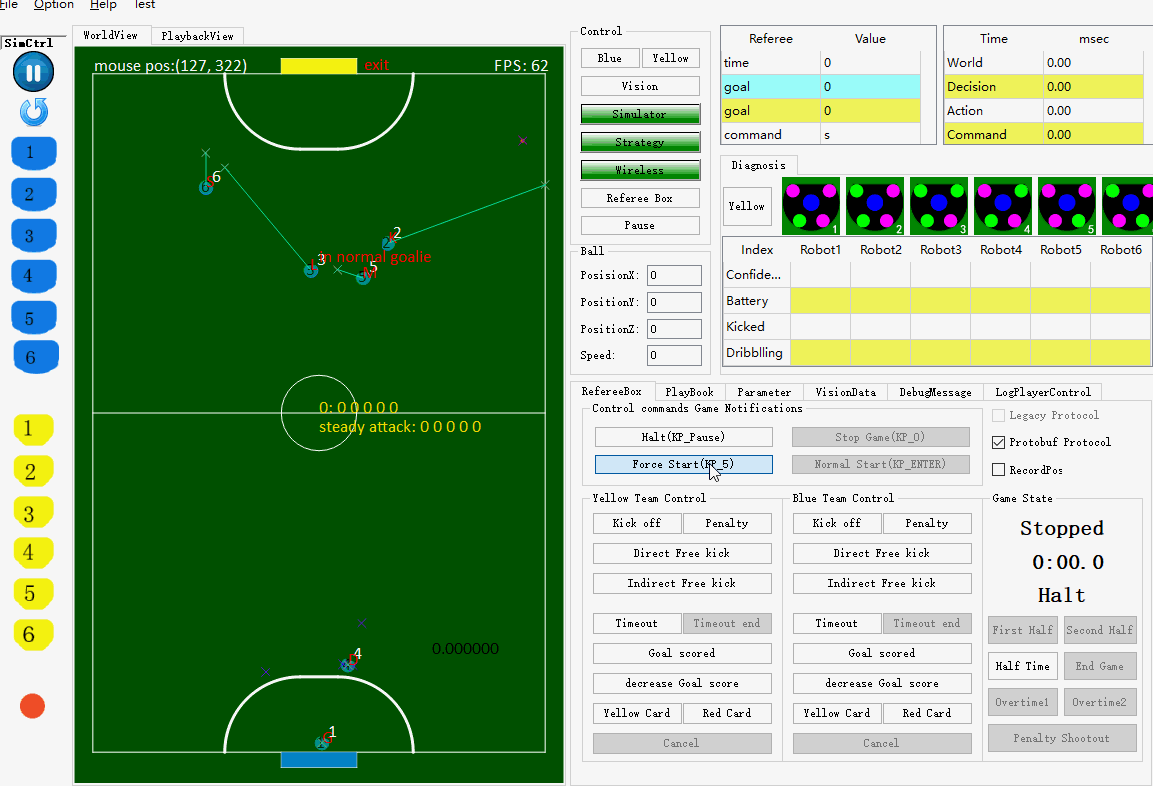 File Option Help Test
SimCtrl
1
2
3
4
5
6
1
2
3
4
5
6
WorldView PlaybackView
mouse pos:(127, 322) exit FPS: 62
6
2
3
5
in normal goalie
0: 0 0 0 0 0
steady attack: 0 0 0 0 0
0.000000
4
1
Control
Blue Yellow
Vision
Simulator
Strategy
Wireless
Referee Box
Pause
Ball
PosisionX: 0
PositionY: 0
PositionZ: 0
Speed: 0
Referee Value
time 0
goal 0
goal 0
command s
Time msec
World 0.00
Decision 0.00
Action 0.00
Command 0.00
Diagnosis
Yellow 1 2 3 4 5
Index Robot1 Robot2 Robot3 Robot4 Robot5 Robot6
Confide...
Battery
Kicked
Dribblling
RefereeBox PlayBook Parameter VisionData DebugMessage LogPlayerControl
Control commands Game Notifications
Halt(KP_Pause) Stop Game(KP_0)
Force Start(KP_5) Normal Start(KP_ENTER)
Legacy Protocol
Protobuf Protocol
RecordPos
Yellow Team Control
Kick off Penalty
Direct Free kick
Indirect Free kick
Timeout Timeout end
Goal scored
decrease Goal score
Yellow Card Red Card
Cancel
Blue Team Control
Kick off Penalty
Direct Free kick
Indirect Free kick
Timeout Timeout end
Goal scored
decrease Goal score
Yellow Card Red Card
Cancel
Game State
Stopped
0:00.0
Halt
First Half Second Half
Half Time End Game
Overtime1 Overtime2
Penalty Shootout